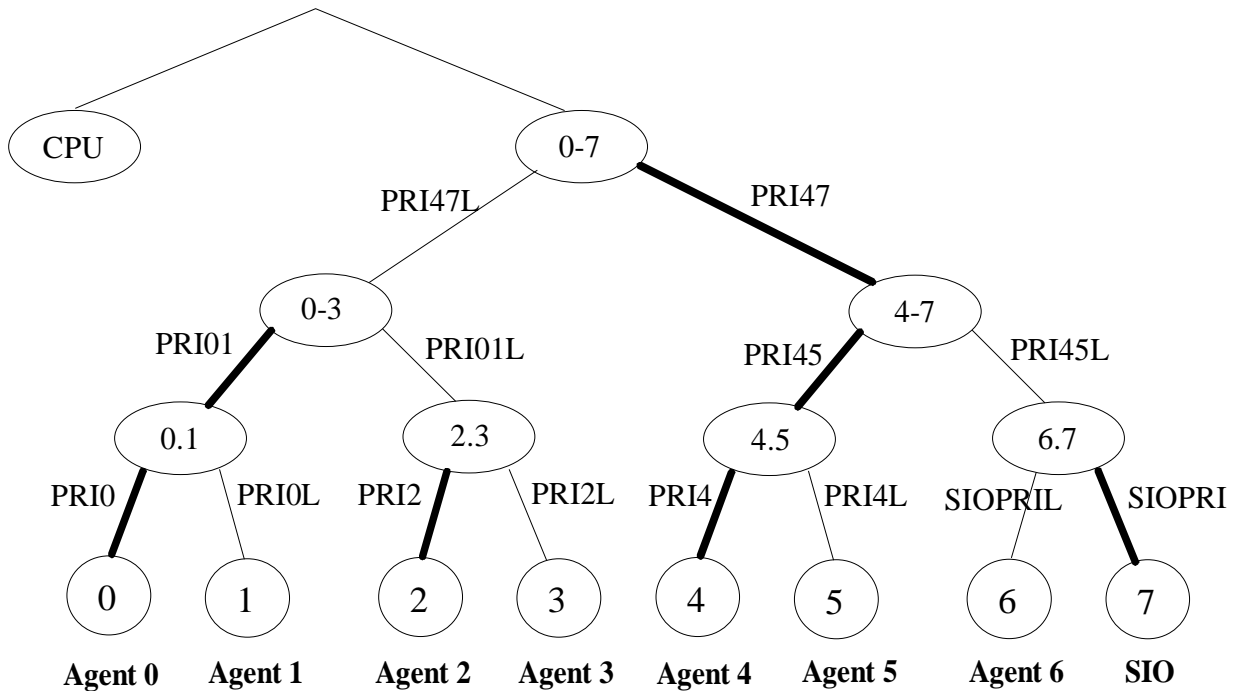 CPU
0-7
PRI47L
PRI47
0-3
4-7
PRI01
PRI01L
PRI45
PRI45L
0.1
2.3
4.5
6.7
PRI0
PRI0L
PRI2
PRI2L
PRI4
PRI4L
SIOPRIL
SIOPRI
0
1
2
3
4
5
6
7
Agent 0
Agent 1
Agent 2
Agent 3
Agent 4
Agent 5
Agent 6
SIO